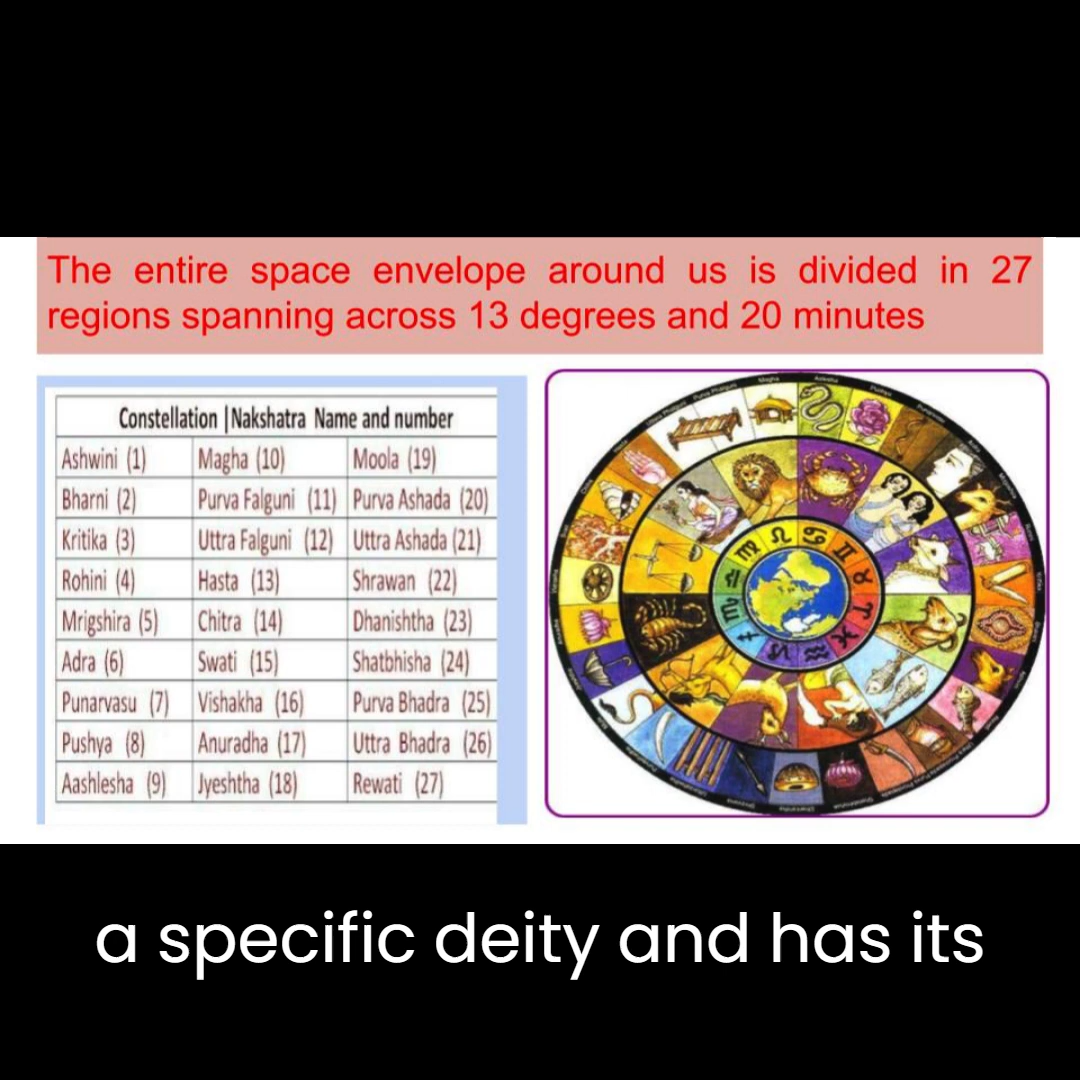 The entire space envelope around us is divided in 27
regions spanning across 13 degrees and 20 minutes
Constellation |Nakshatra Name and number
Ashwini (1) Magha (10) Moola (19)
Bharni (2) Purva Falguni (11) Purva Ashada (20)
Kritika (3) Uttra Falguni (12) Uttra Ashada (21)
Rohini (4) Hasta (13) Shrawan (22)
Mrigshira (5) Chitra (14) Dhanishtha (23)
Adra (6) Swati (15) Shatbhisha (24)
Punarvasu (7) Vishakha (16) Purva Bhadra (25)
Pushya (8) Anuradha (17) Uttra Bhadra (26)
Aashlesha (9) Jyeshtha (18) Rewati (27)
a specific deity and has its